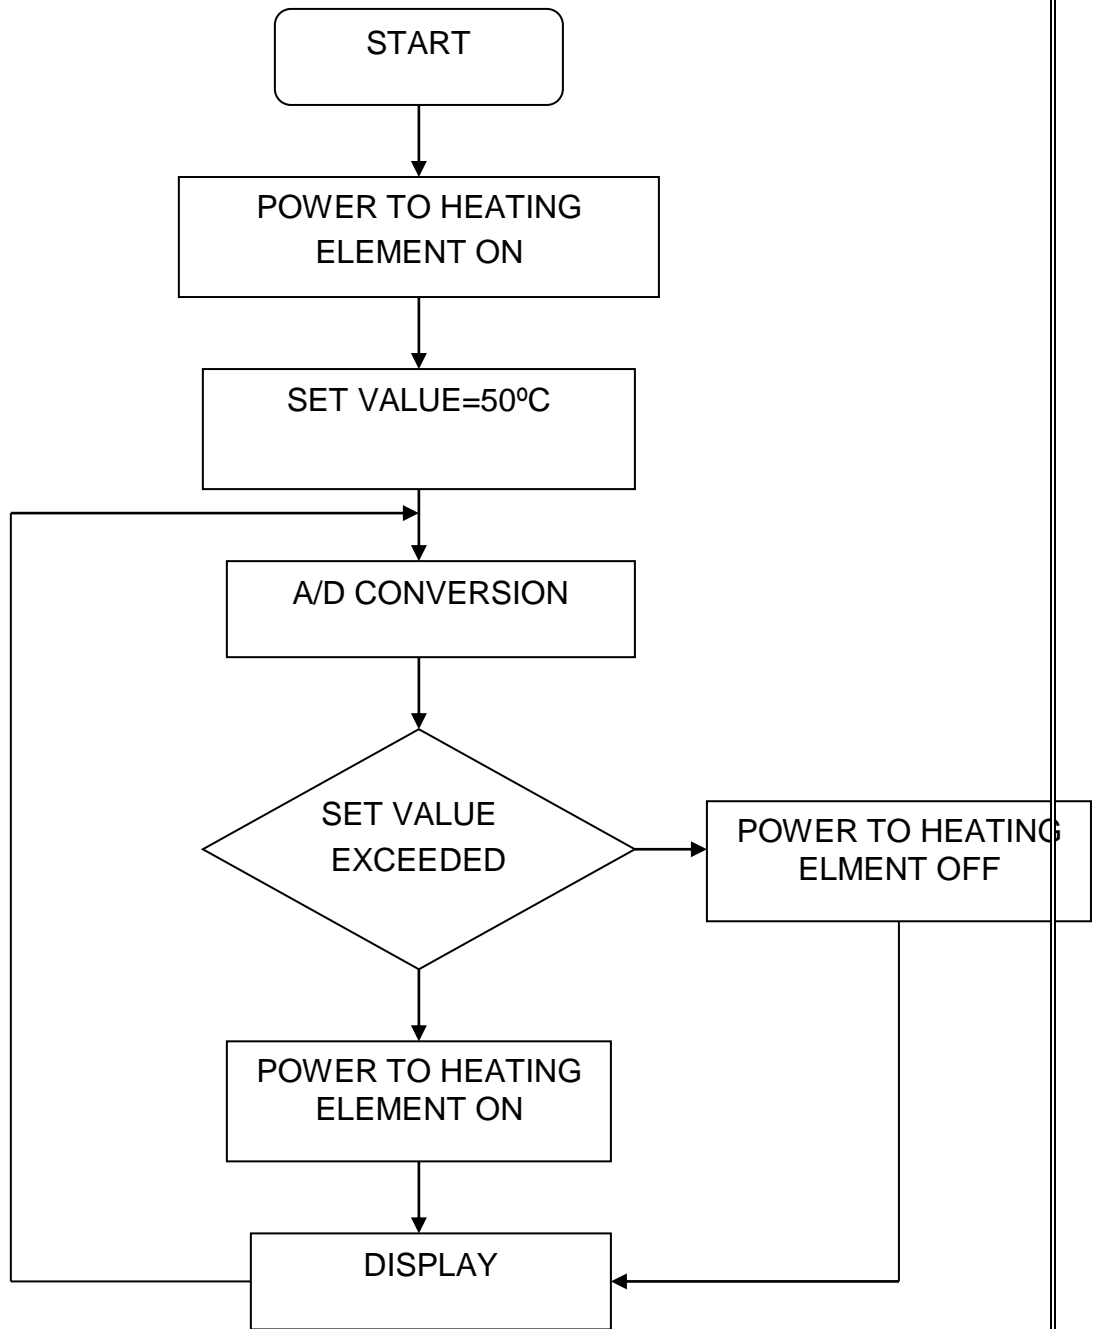 START
POWER TO HEATING
ELEMENT ON
SET VALUE=50ºC
A/D CONVERSION
SET VALUE
EXCEEDED
POWER TO HEATING
ELMENT OFF
POWER TO HEATING
ELEMENT ON
DISPLAY